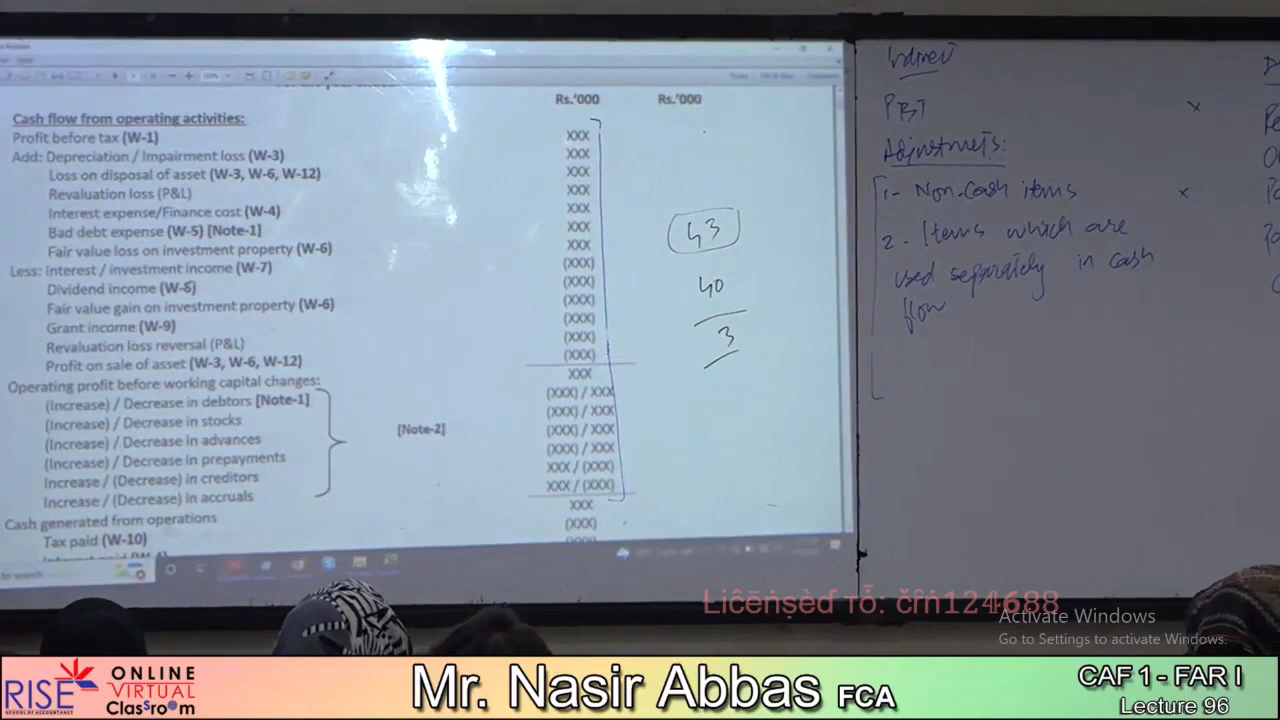 Rs.'000 Rs.'000
Cash flow from operating activities:
Profit before tax (W-1) XXX
Add: Depreciation / Impairment loss (W-3) XXX
Loss on disposal of asset (W-3, W-6, W-12) XXX
Revaluation loss (P&L) XXX
Interest expense/Finance cost (W-4) XXX
Bad debt expense (W-5) [Note-1] XXX
Fair value loss on investment property (W-6) XXX
Less: Interest / investment income (W-7) (XXX)
Dividend income (W-8) (XXX)
Fair value gain on investment property (W-6) (XXX)
Grant income (W-9) (XXX)
Revaluation loss reversal (P&L) (XXX)
Profit on sale of asset (W-3, W-6, W-12) (XXX)
Operating profit before working capital changes: XXX
(Increase) / Decrease in debtors [Note-1] (XXX) / XXX
(Increase) / Decrease in stocks (XXX) / XXX
(Increase) / Decrease in advances [Note-2] (XXX) / XXX
(Increase) / Decrease in prepayments (XXX) / XXX
Increase / (Decrease) in creditors XXX / (XXX)
Increase / (Decrease) in accruals XXX / (XXX)
Cash generated from operations XXX
Tax paid (W-10) (XXX)
43
40
3
Indirect
PBT x
Adjustments:
1- Non-Cash items x
2- Items which are
used separately in cash
flow
Lĩĉēṅṣèḍ ᴛȱ: čȓṅ124688
Activate Windows
Go to Settings to activate Windows.
RISE
SCHOOL OF ACCOUNTANCY
ONLINE
VIRTUAL
ClasSroom
Mr. Nasir Abbas FCA
CAF 1 - FAR I
Lecture 96